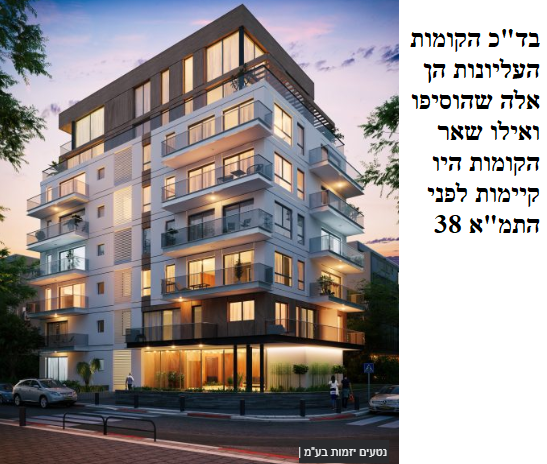 בד"כ הקומות
העליונות הן
אלה שהוסיפו
ואילו שאר
הקומות היו
קיימות לפני
התמ"א 38
נטעים יזמות בע"מ |